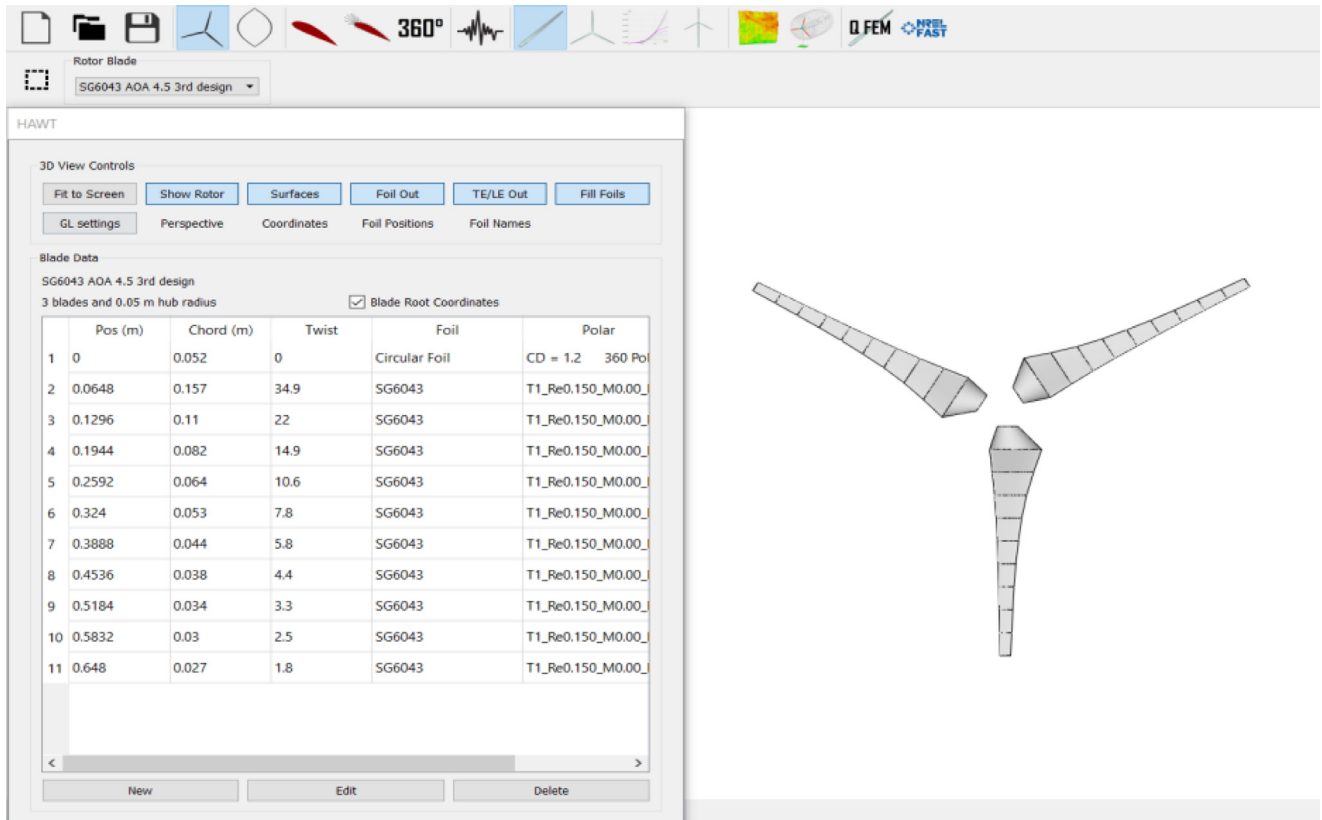 360°
Q FEM NREL
FAST
Rotor Blade
SG6043 AOA 4.5 3rd design
HAWT
3D View Controls
Fit to Screen Show Rotor Surfaces Foil Out TE/LE Out Fill Foils
GL settings Perspective Coordinates Foil Positions Foil Names
Blade Data
SG6043 AOA 4.5 3rd design
3 blades and 0.05 m hub radius Blade Root Coordinates
Pos (m) Chord (m) Twist Foil Polar
1 0 0.052 0 Circular Foil CD = 1.2 360 Pol
2 0.0648 0.157 34.9 SG6043 T1_Re0.150_M0.00_
3 0.1296 0.11 22 SG6043 T1_Re0.150_M0.00_
4 0.1944 0.082 14.9 SG6043 T1_Re0.150_M0.00_
5 0.2592 0.064 10.6 SG6043 T1_Re0.150_M0.00_
6 0.324 0.053 7.8 SG6043 T1_Re0.150_M0.00_
7 0.3888 0.044 5.8 SG6043 T1_Re0.150_M0.00_
8 0.4536 0.038 4.4 SG6043 T1_Re0.150_M0.00_
9 0.5184 0.034 3.3 SG6043 T1_Re0.150_M0.00_
10 0.5832 0.03 2.5 SG6043 T1_Re0.150_M0.00_
11 0.648 0.027 1.8 SG6043 T1_Re0.150_M0.00_
New Edit Delete